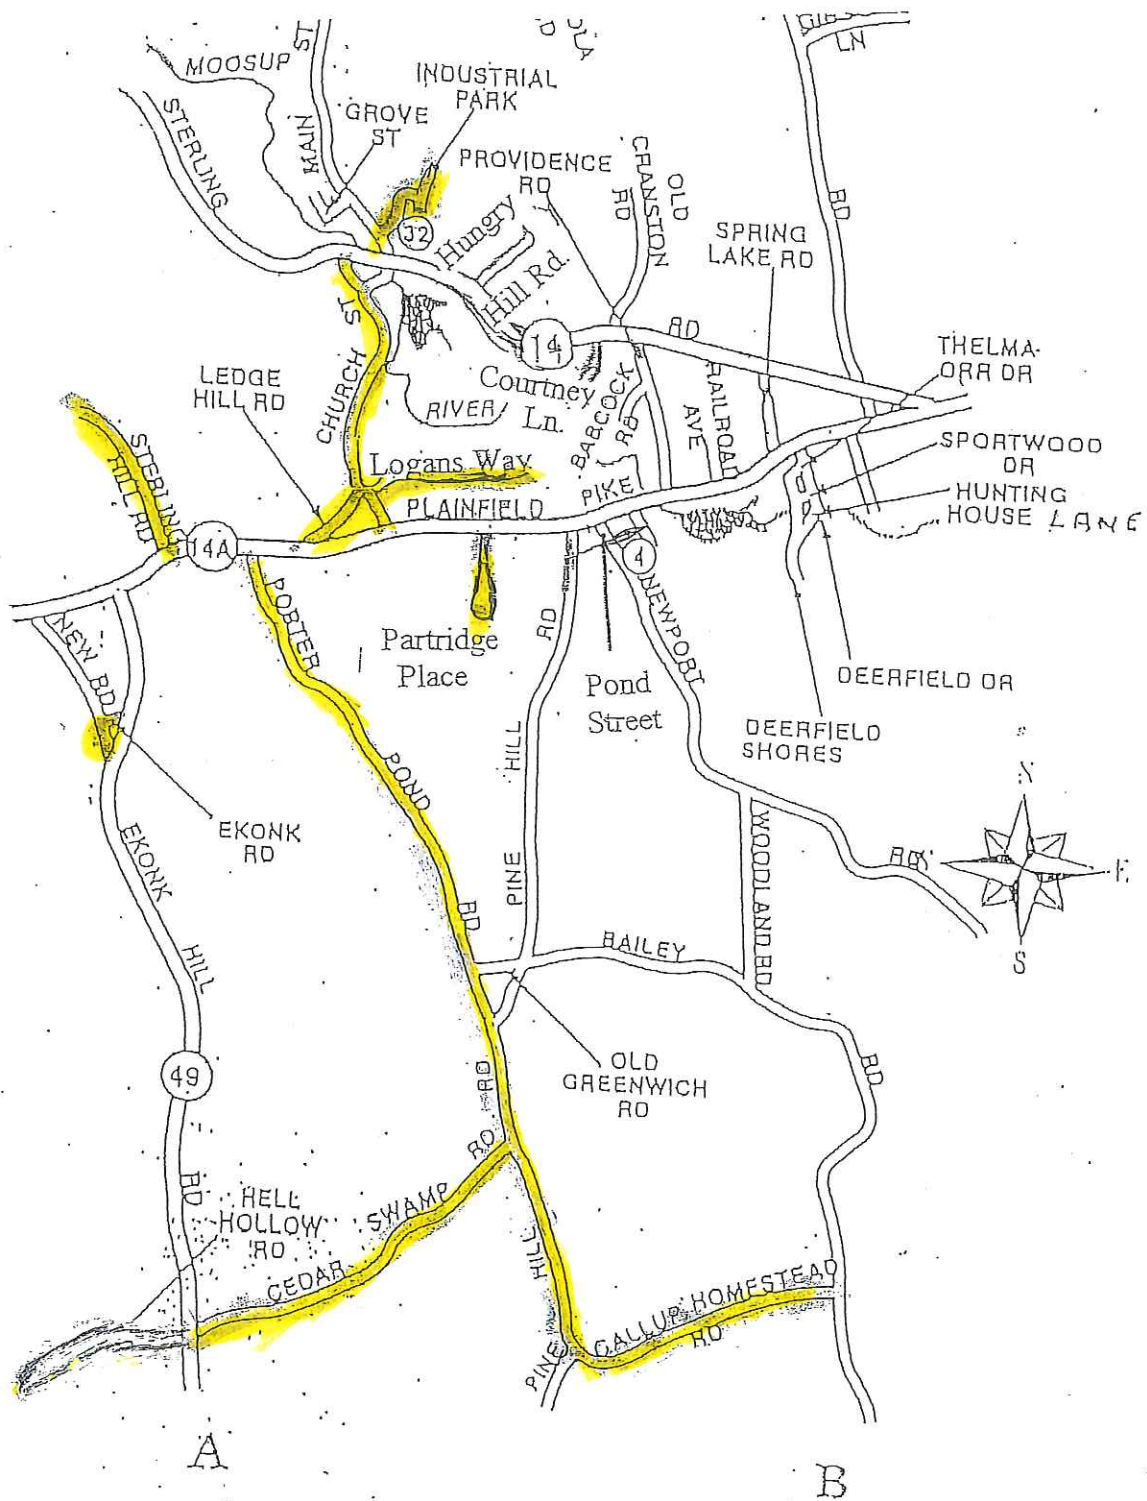 GIBSON
LN
ST
MOOSUP
INDUSTRIAL
PARK
GROVE
ST
MAIN
STERLING
PROVIDENCE
RD
OLD
CRANSTON
RD
RD
SPRING
LAKE RD
32
Hungry
Hill Rd.
14
RD
THELMA
ORR DR
LEDGE
HILL RD
CHURCH
ST
RIVER
Courtney
Ln.
BABCOCK
RD
RAILROAD
AVE
SPORTWOOD
DR
HUNTING
HOUSE LANE
STERLING
HILL RD
Logans Way
PLAINFIELD
PIKE
14A
4
NEW RD
PORTER
POND
RD
Partridge
Place
Pond
Street
NEWPORT
RD
DEERFIELD DR
DEERFIELD
SHORES
EKONK
RD
EKONK
HILL
RD
PINE
HILL
RD
WOODLAND RD
N
E
S
BAILEY
RD
OLD
GREENWICH
RD
49
HELL
HOLLOW
RD
CEDAR
SWAMP
RD
PINE
HILL
RD
GALLUP HOMESTEAD
RD
A
B